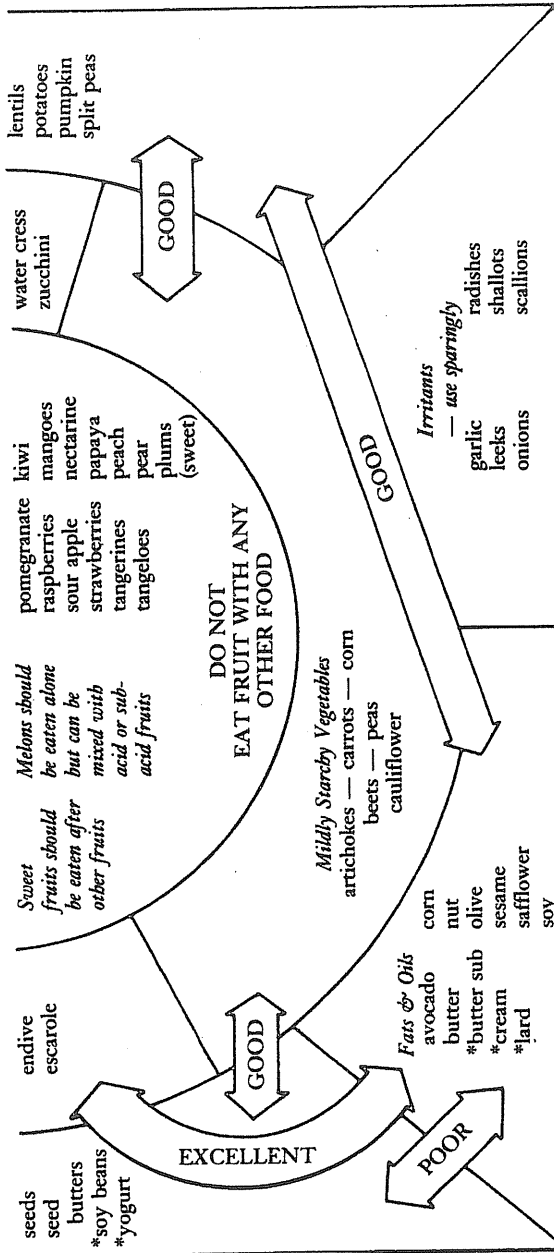 seeds
seed
butters
*soy beans
*yogurt
endive
escarole
Sweet
fruits should
be eaten after
other fruits
Melons should
be eaten alone
but can be
mixed with
acid or sub-
acid fruits
pomegranate
raspberries
sour apple
strawberries
tangerines
tangeloes
kiwi
mangoes
nectarine
papaya
peach
pear
plums
(sweet)
water cress
zucchini
lentils
potatoes
pumpkin
split peas
DO NOT
EAT FRUIT WITH ANY
OTHER FOOD
EXCELLENT
GOOD
GOOD
GOOD
POOR
Mildly Starchy Vegetables
artichokes — carrots — corn
beets — peas
cauliflower
Fats & Oils
avocado
butter
*butter sub
*cream
*lard
corn
nut
olive
sesame
safflower
soy
Irritants
— use sparingly
garlic
leeks
onions
radishes
shallots
scallions